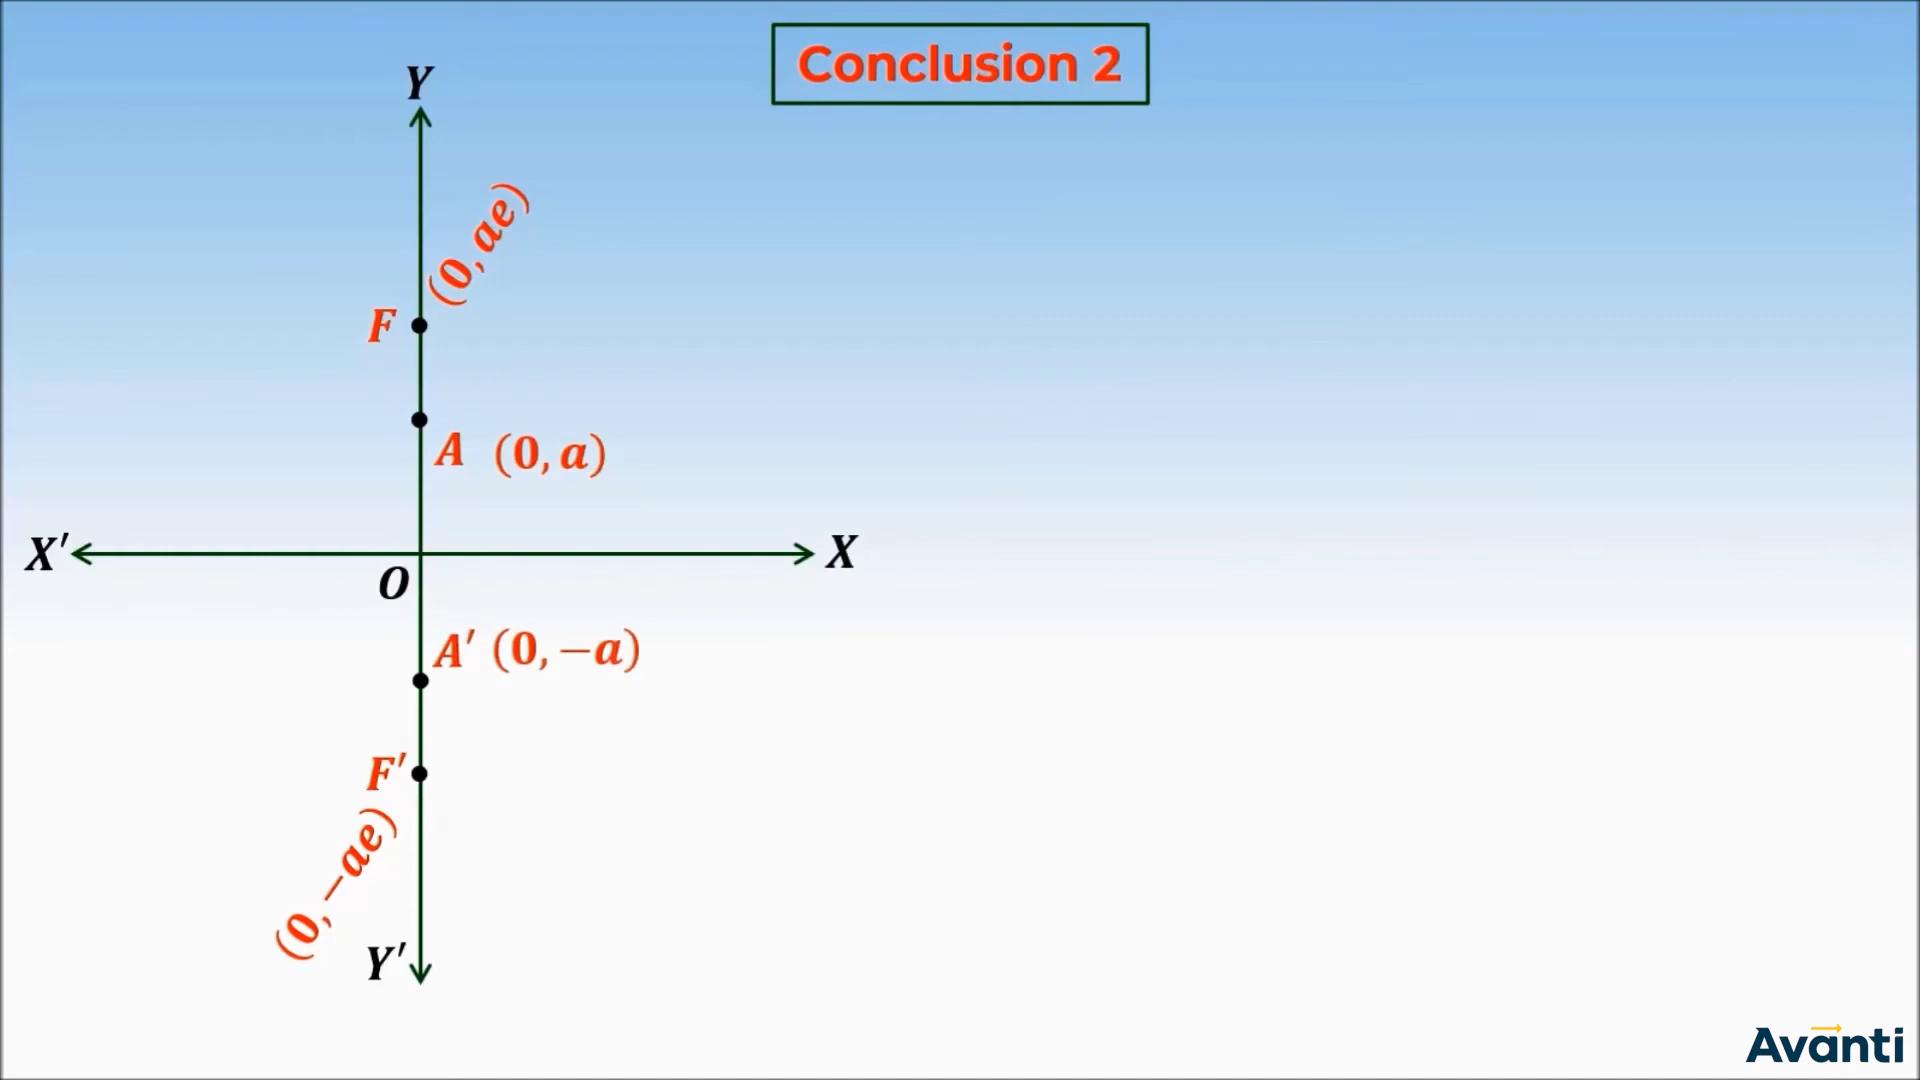 Conclusion 2
Y
(0, ae)
F
A (0, a)
X′ X
O
A′ (0, −a)
F′
(0, −ae)
Y′
Avanti